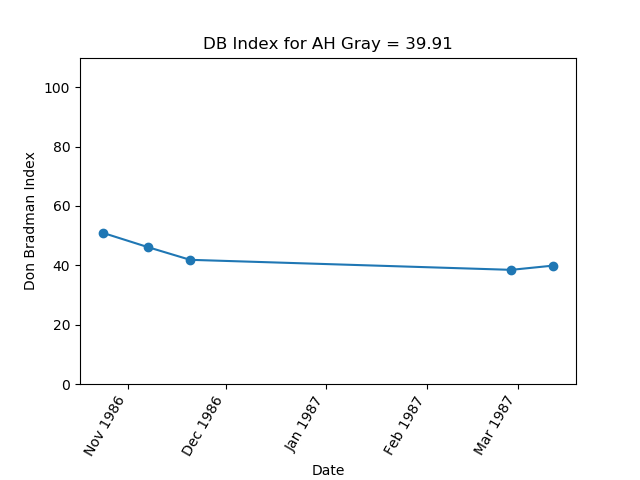 DB Index for AH Gray = 39.91
Don Bradman Index
100
80
60
40
20
0
Nov 1986
Dec 1986
Jan 1987
Feb 1987
Mar 1987
Date